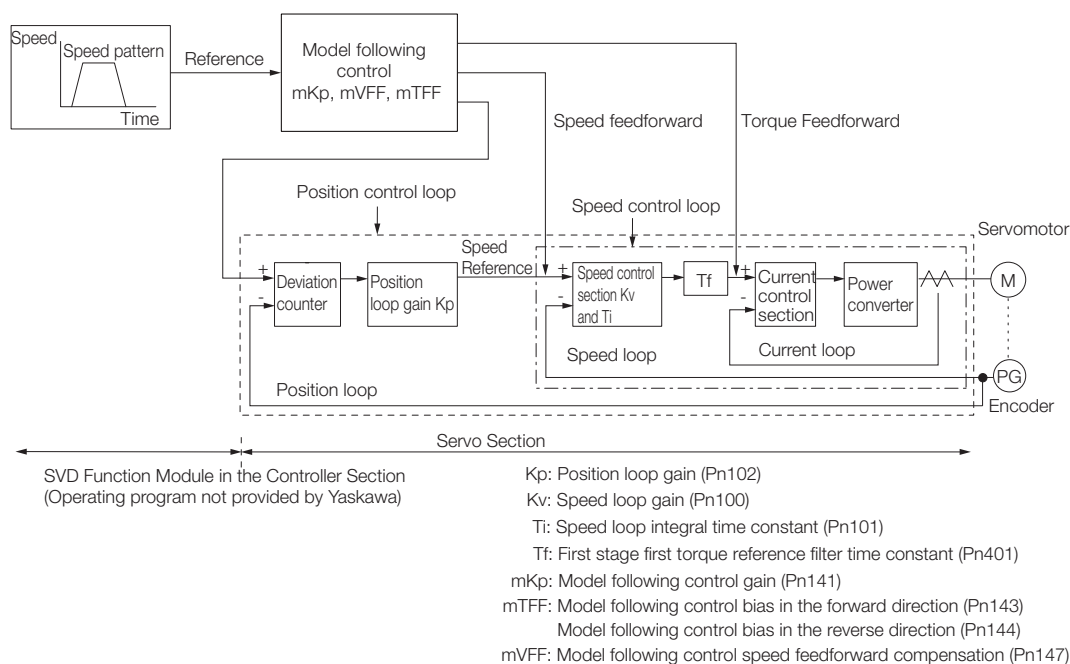 Speed
Speed pattern
Time
Reference
Model following
control
mKp, mVFF, mTFF
Speed feedforward
Torque Feedforward
Position control loop
Speed control loop
Servomotor
+
-
Deviation
counter
Position
loop gain Kp
Speed
Reference
+
-
Speed control
section Kv
and Ti
Tf
+
-
Current
control
section
Power
converter
M
Speed loop
Current loop
Position loop
PG
Encoder
Servo Section
SVD Function Module in the Controller Section
(Operating program not provided by Yaskawa)
Kp: Position loop gain (Pn102)
Kv: Speed loop gain (Pn100)
Ti: Speed loop integral time constant (Pn101)
Tf: First stage first torque reference filter time constant (Pn401)
mKp: Model following control gain (Pn141)
mTFF: Model following control bias in the forward direction (Pn143)
Model following control bias in the reverse direction (Pn144)
mVFF: Model following control speed feedforward compensation (Pn147)